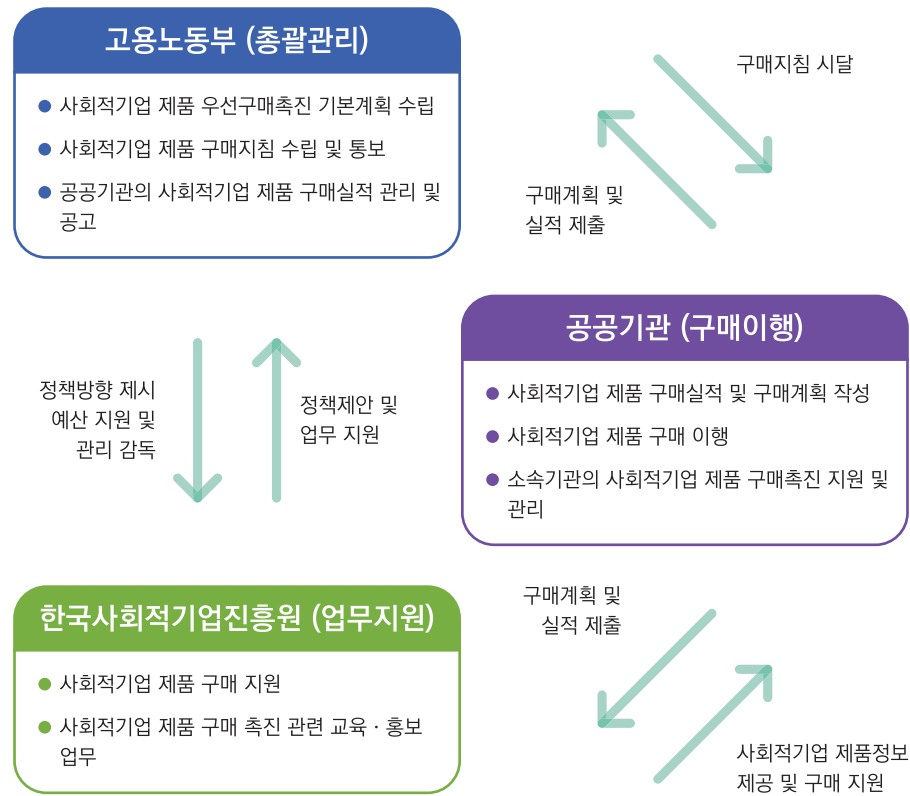 고용노동부 (총괄관리)
사회적기업 제품 우선구매촉진 기본계획 수립
사회적기업 제품 구매지침 수립 및 통보
공공기관의 사회적기업 제품 구매실적 관리 및
공고
구매지침 시달
구매계획 및
실적 제출
공공기관 (구매이행)
사회적기업 제품 구매실적 및 구매계획 작성
사회적기업 제품 구매 이행
소속기관의 사회적기업 제품 구매촉진 지원 및
관리
정책방향 제시
예산 지원 및
관리 감독
정책제안 및
업무 지원
한국사회적기업진흥원 (업무지원)
사회적기업 제품 구매 지원
사회적기업 제품 구매 촉진 관련 교육 · 홍보
업무
구매계획 및
실적 제출
사회적기업 제품정보
제공 및 구매 지원